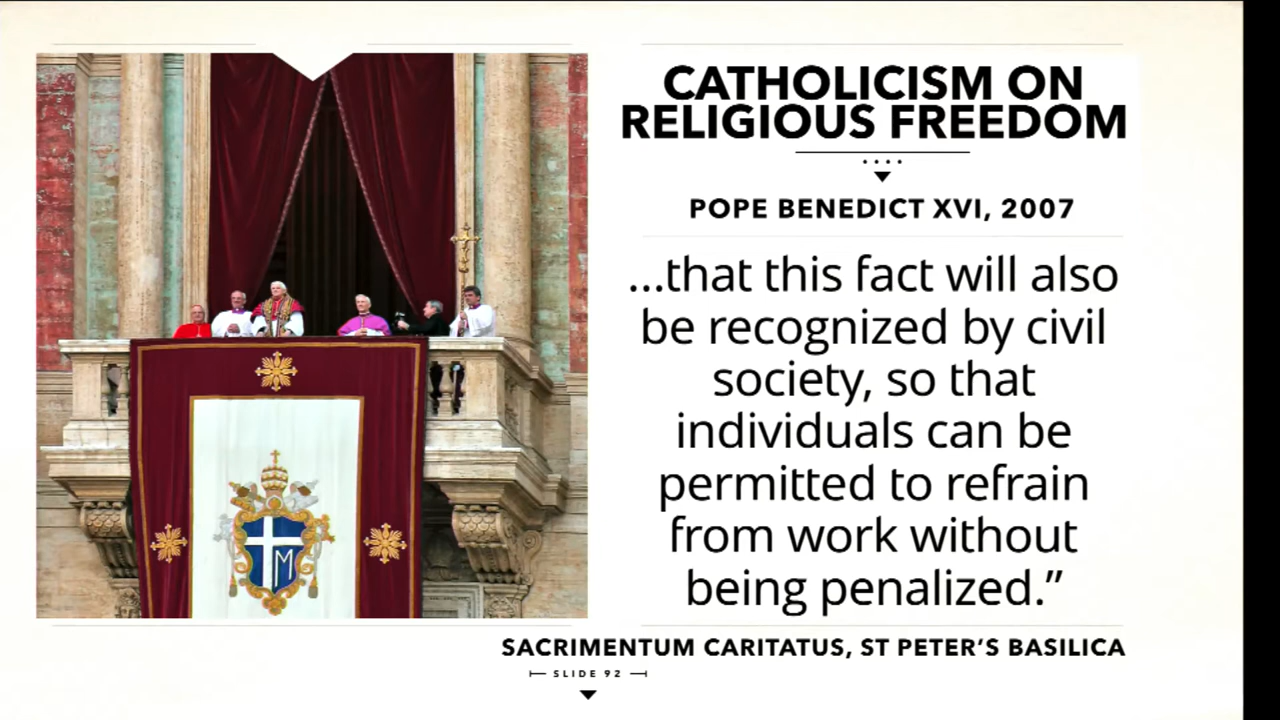 CATHOLICISM ON
RELIGIOUS FREEDOM
POPE BENEDICT XVI, 2007
...that this fact will also
be recognized by civil
society, so that
individuals can be
permitted to refrain
from work without
being penalized.”
SACRIMENTUM CARITATUS, ST PETER’S BASILICA
SLIDE 92
M